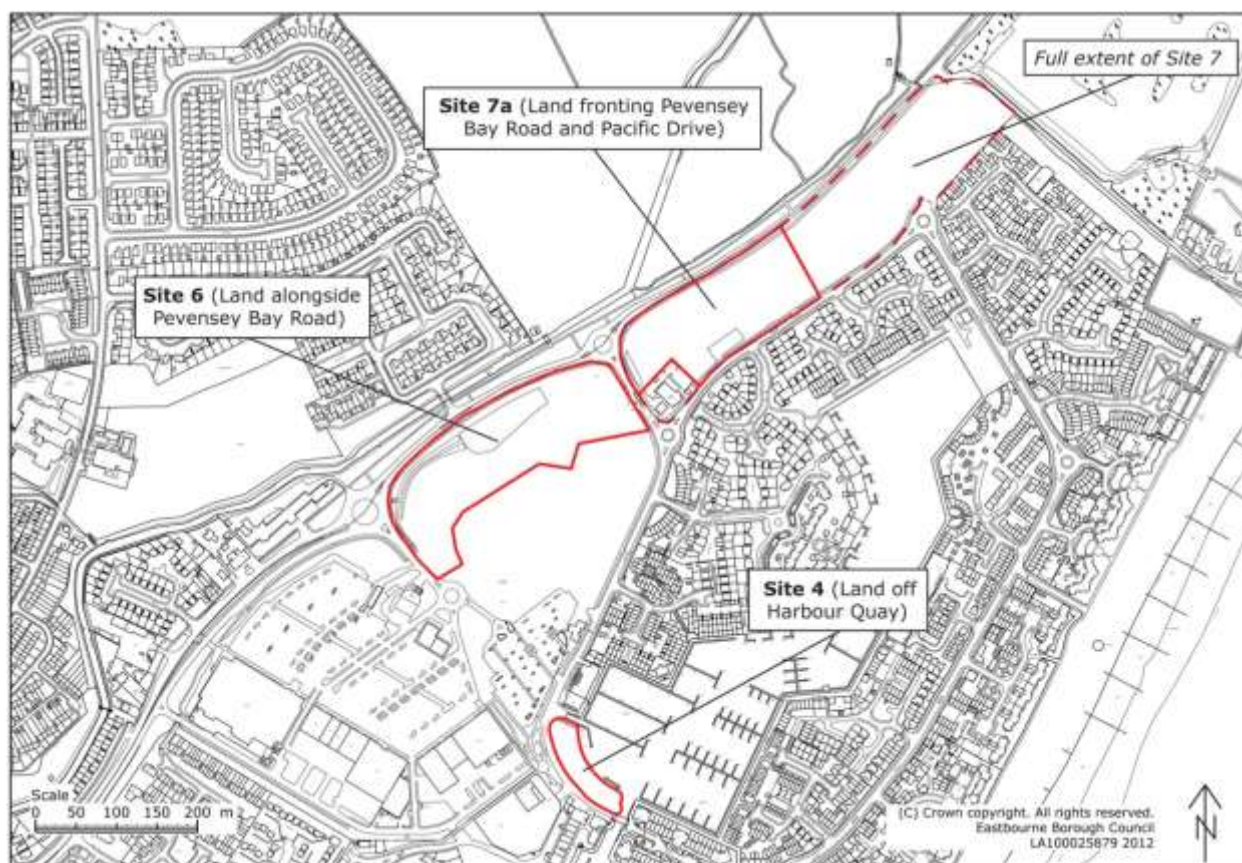 Full extent of Site 7
Site 7a (Land fronting Pevensey
Bay Road and Pacific Drive)
Site 6 (Land alongside
Pevensey Bay Road)
Site 4 (Land off
Harbour Quay)
Scale
0 50 100 150 200 m
(C) Crown copyright. All rights reserved.
Eastbourne Borough Council
LA100025879 2012
N